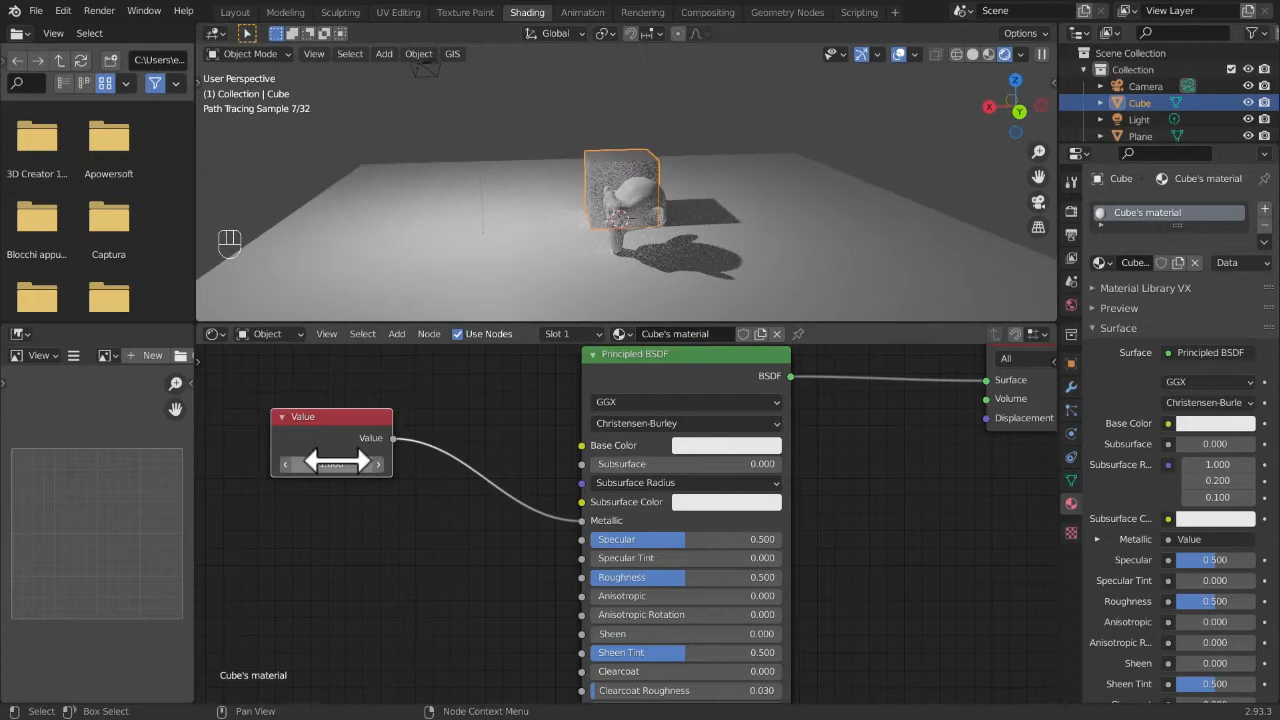 File Edit Render Window Help Layout Modeling Sculpting UV Editing Texture Paint Shading Animation Rendering Compositing Geometry Nodes Scripting Scene View Layer
View Select
Global
Options
C:\Users\e...
Object Mode View Select Add Object GIS
User Perspective
(1) Collection | Cube
Path Tracing Sample 7/32
X
Y
Z
3D Creator 1...
Apowersoft
Blocchi appu...
Captura
Scene Collection
Collection
Camera
Cube
Light
Plane
Cube
Cube's material
Cube's material
Cube...
Data
Material Library VX
Preview
Surface
Surface Principled BSDF
GGX
Christensen-Burle
Base Color
Subsurface 0.000
Subsurface R... 1.000
0.200
0.100
Subsurface C...
Metallic Value
Specular 0.500
Specular Tint 0.000
Roughness 0.500
Anisotropic 0.000
Anisotropic R... 0.000
Sheen 0.000
Sheen Tint 0.500
View
New
Object View Select Add Node Use Nodes Slot 1 Cube's material
Value
Value
Principled BSDF
BSDF
GGX
Christensen-Burley
Base Color
Subsurface 0.000
Subsurface Radius
Subsurface Color
Metallic
Specular 0.500
Specular Tint 0.000
Roughness 0.500
Anisotropic 0.000
Anisotropic Rotation 0.000
Sheen 0.000
Sheen Tint 0.500
Clearcoat 0.000
Clearcoat Roughness 0.030
All
Surface
Volume
Displacement
Cube's material
Select Box Select Pan View Node Context Menu 2.93.3